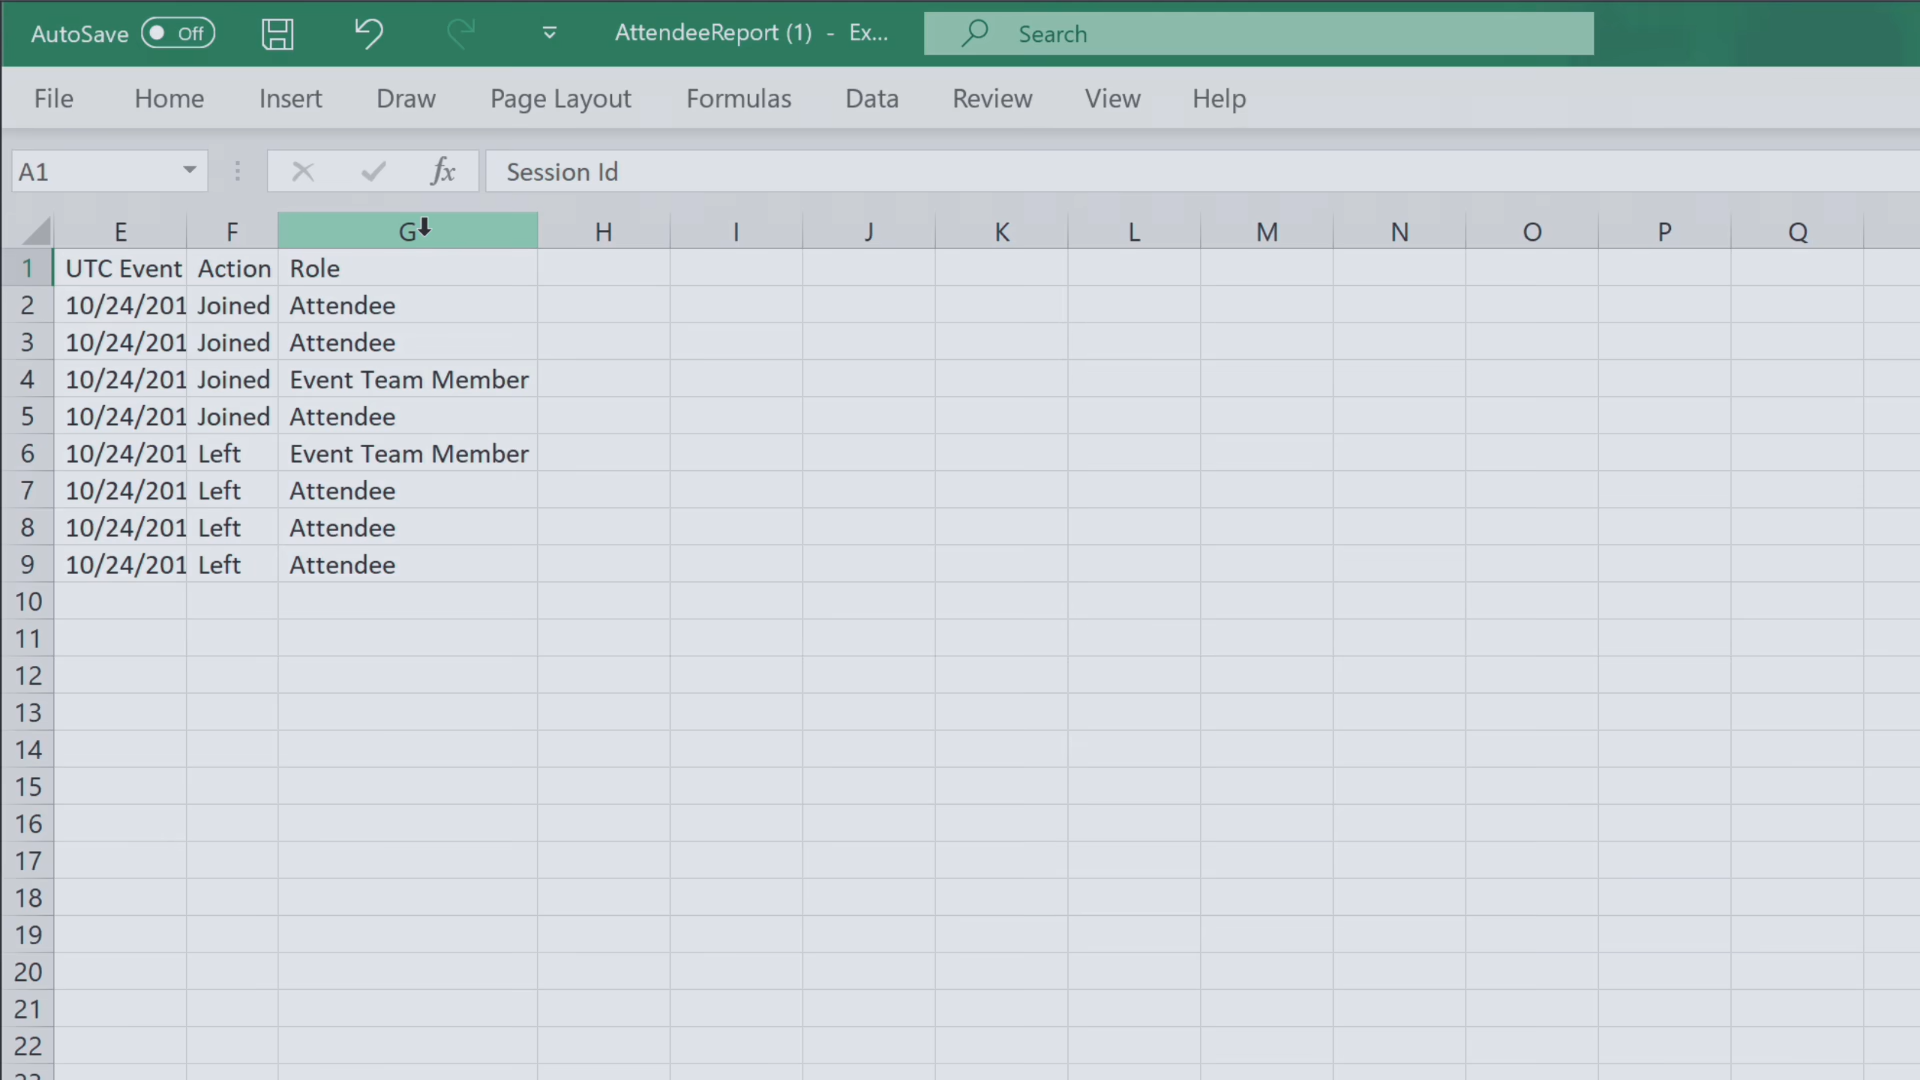 AutoSave Off AttendeeReport (1) - Ex... Search
File Home Insert Draw Page Layout Formulas Data Review View Help
A1 fx Session Id
E F G H I J K L M N O P Q
1 UTC Event Action Role
2 10/24/201 Joined Attendee
3 10/24/201 Joined Attendee
4 10/24/201 Joined Event Team Member
5 10/24/201 Joined Attendee
6 10/24/201 Left Event Team Member
7 10/24/201 Left Attendee
8 10/24/201 Left Attendee
9 10/24/201 Left Attendee
10
11
12
13
14
15
16
17
18
19
20
21
22